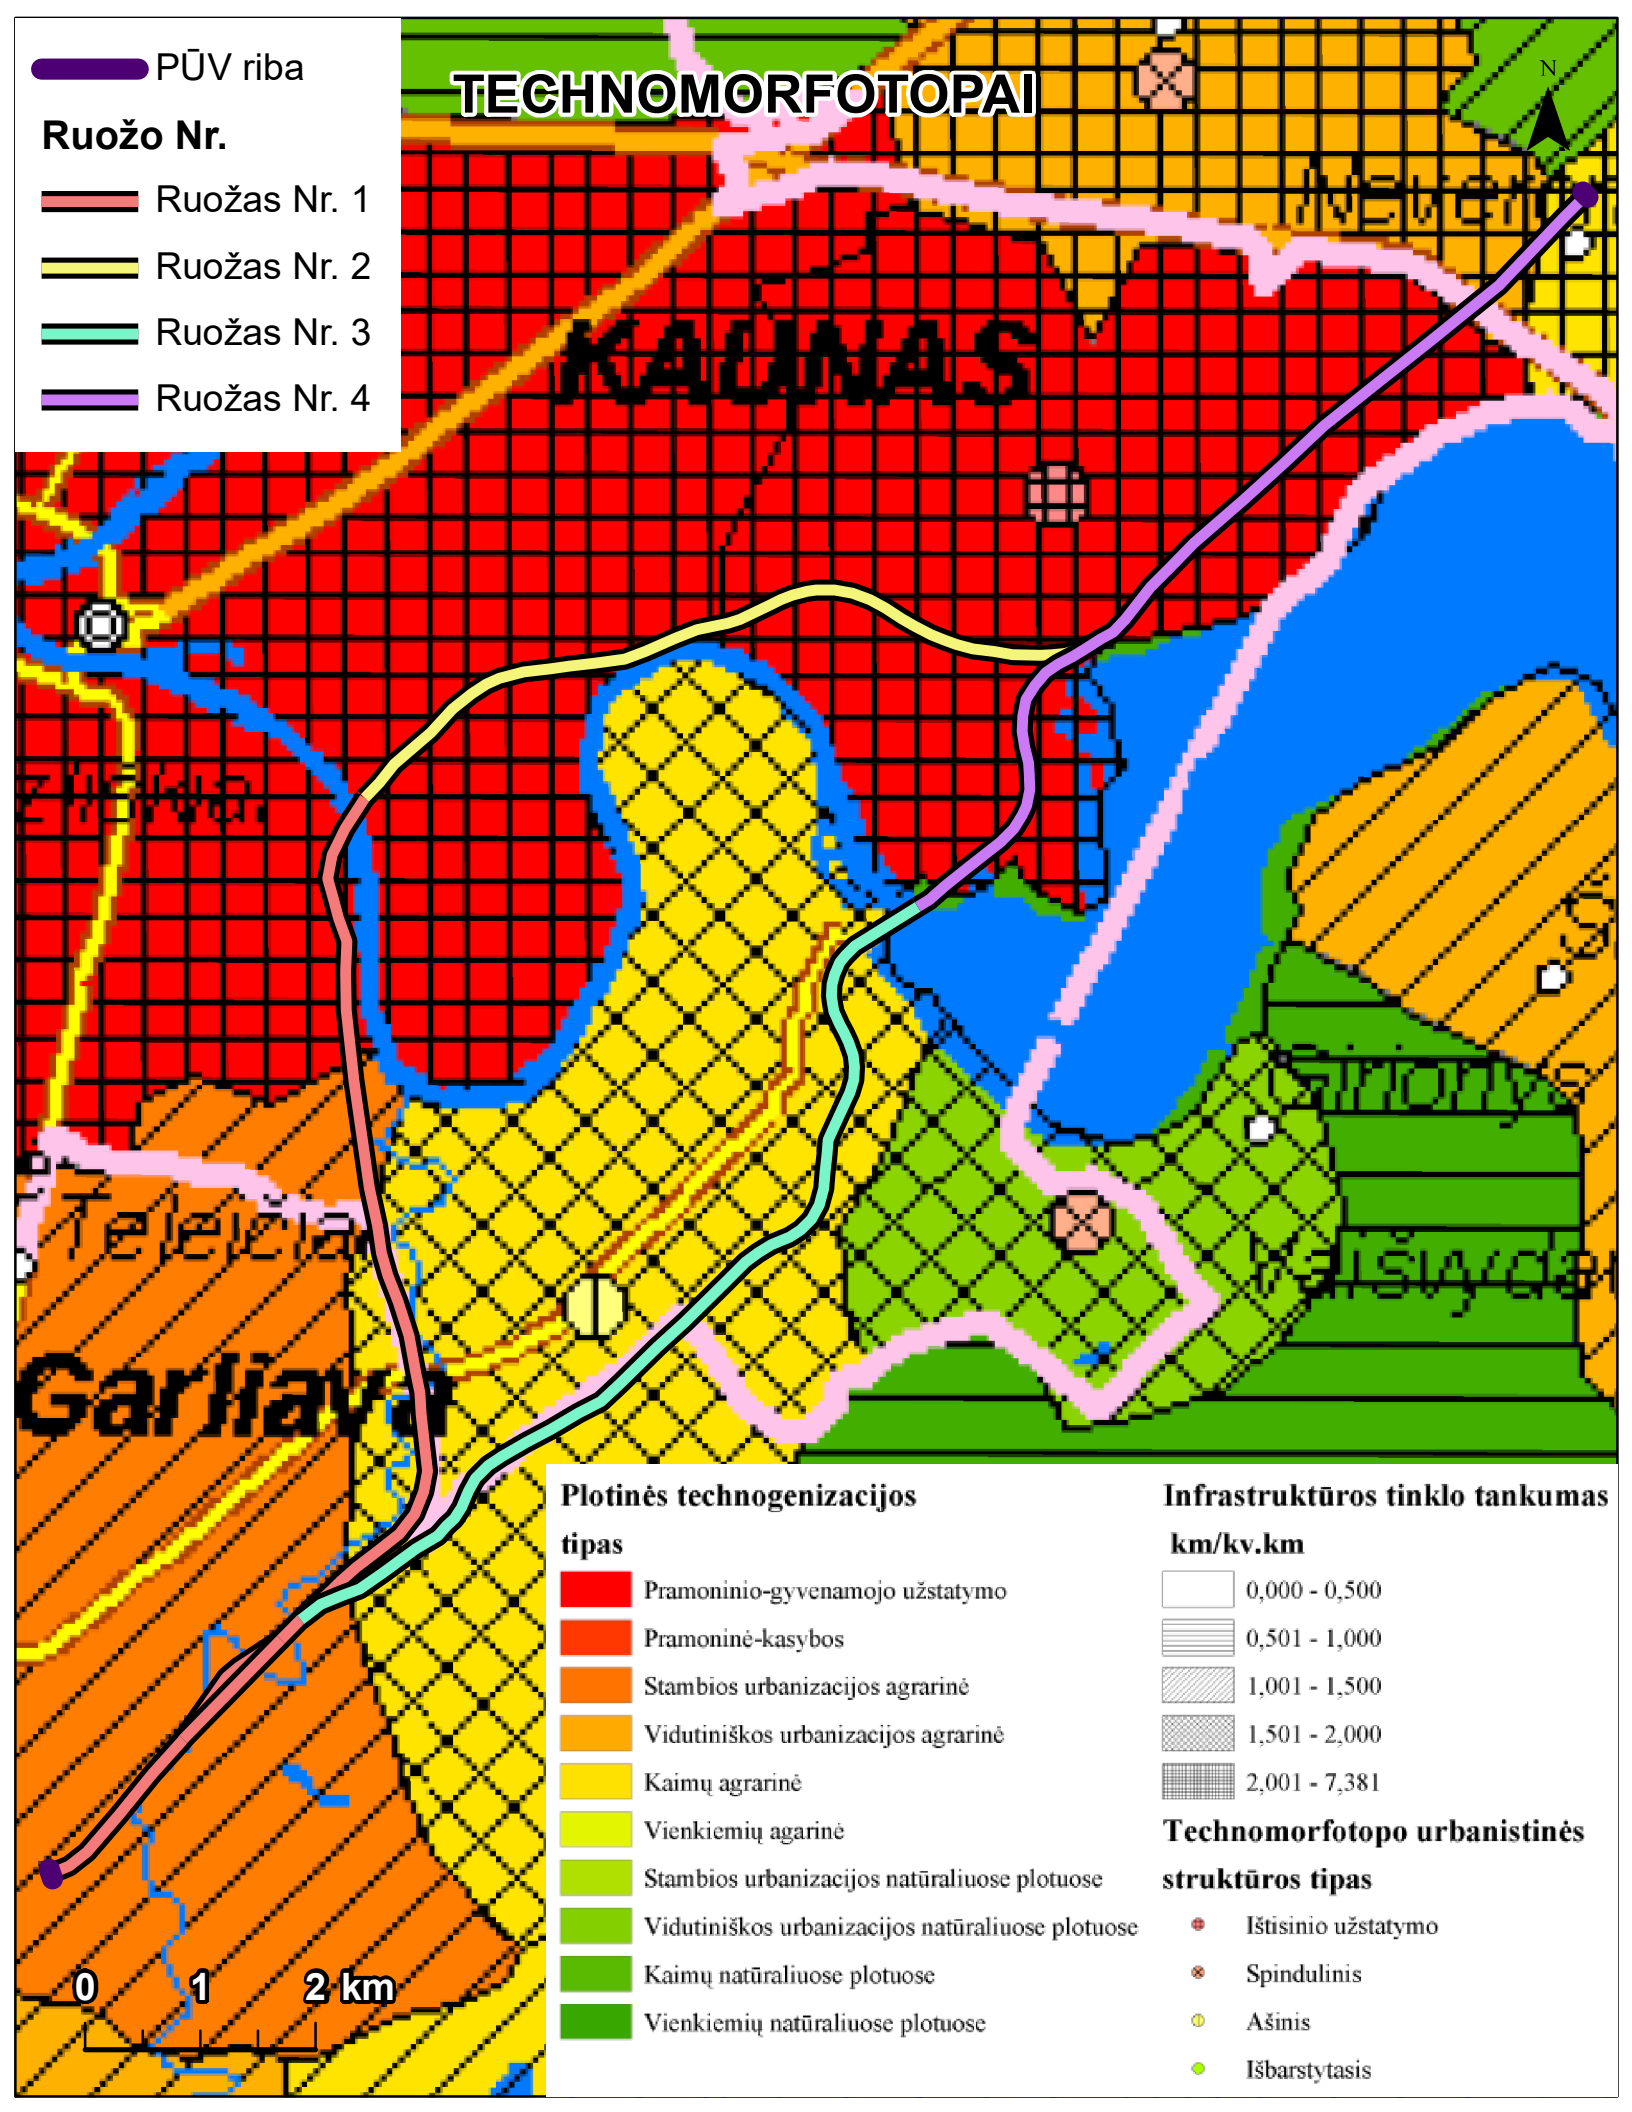 PŪV riba
Ruožo Nr.
Ruožas Nr. 1
Ruožas Nr. 2
Ruožas Nr. 3
Ruožas Nr. 4
TECHNOMORFOTOPAI
N
KAUNAS
Garliava
Plotinės technogenizacijos
tipas
Pramoninio-gyvenamojo užstatymo
Pramoninė-kasybos
Stambios urbanizacijos agrarinė
Vidutiniškos urbanizacijos agrarinė
Kaimų agrarinė
Vienkiemių agarinė
Stambios urbanizacijos natūraliuose plotuose
Vidutiniškos urbanizacijos natūraliuose plotuose
Kaimų natūraliuose plotuose
Vienkiemių natūraliuose plotuose
Infrastruktūros tinklo tankumas
km/kv.km
0,000 - 0,500
0,501 - 1,000
1,001 - 1,500
1,501 - 2,000
2,001 - 7,381
Technomorfotopo urbanistinės
struktūros tipas
Ištisinio užstatymo
Spindulinis
Ašinis
Išbarstytasis
0 1 2 km